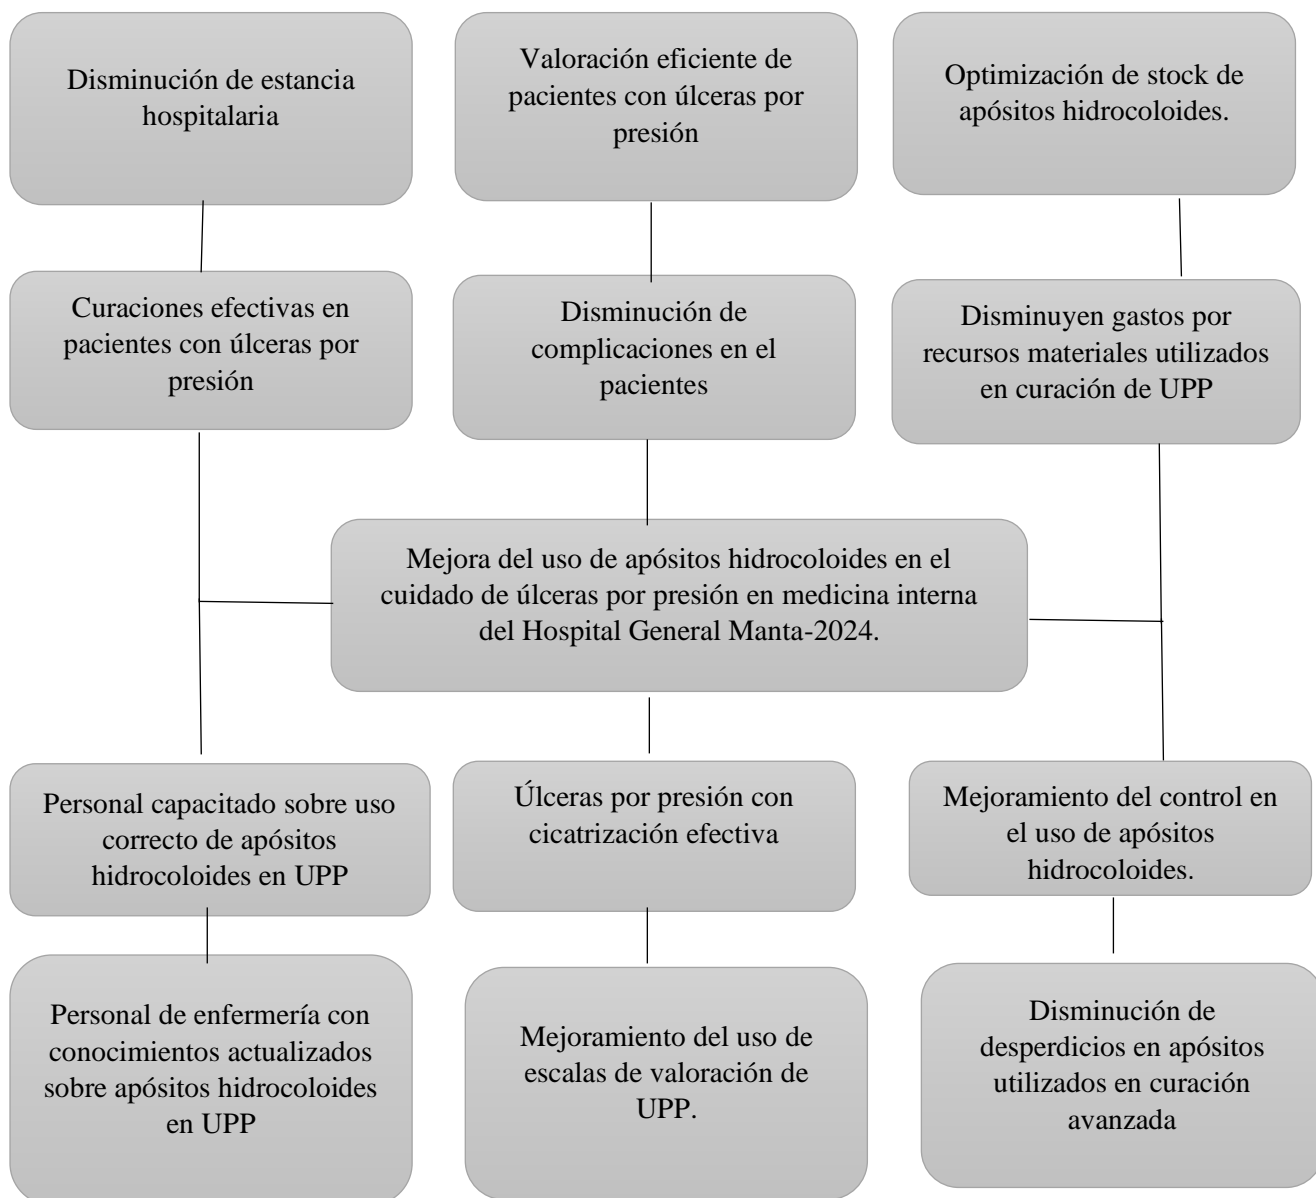 Disminución de estancia
hospitalaria
Valoración eficiente de
pacientes con úlceras por
presión
Optimización de stock de
apósitos hidrocoloides.
Curaciones efectivas en
pacientes con úlceras por
presión
Disminución de
complicaciones en el
pacientes
Disminuyen gastos por
recursos materiales utilizados
en curación de UPP
Mejora del uso de apósitos hidrocoloides en el
cuidado de úlceras por presión en medicina interna
del Hospital General Manta-2024.
Personal capacitado sobre uso
correcto de apósitos
hidrocoloides en UPP
Úlceras por presión con
cicatrización efectiva
Mejoramiento del control en
el uso de apósitos
hidrocoloides.
Personal de enfermería con
conocimientos actualizados
sobre apósitos hidrocoloides
en UPP
Mejoramiento del uso de
escalas de valoración de
UPP.
Disminución de
desperdicios en apósitos
utilizados en curación
avanzada